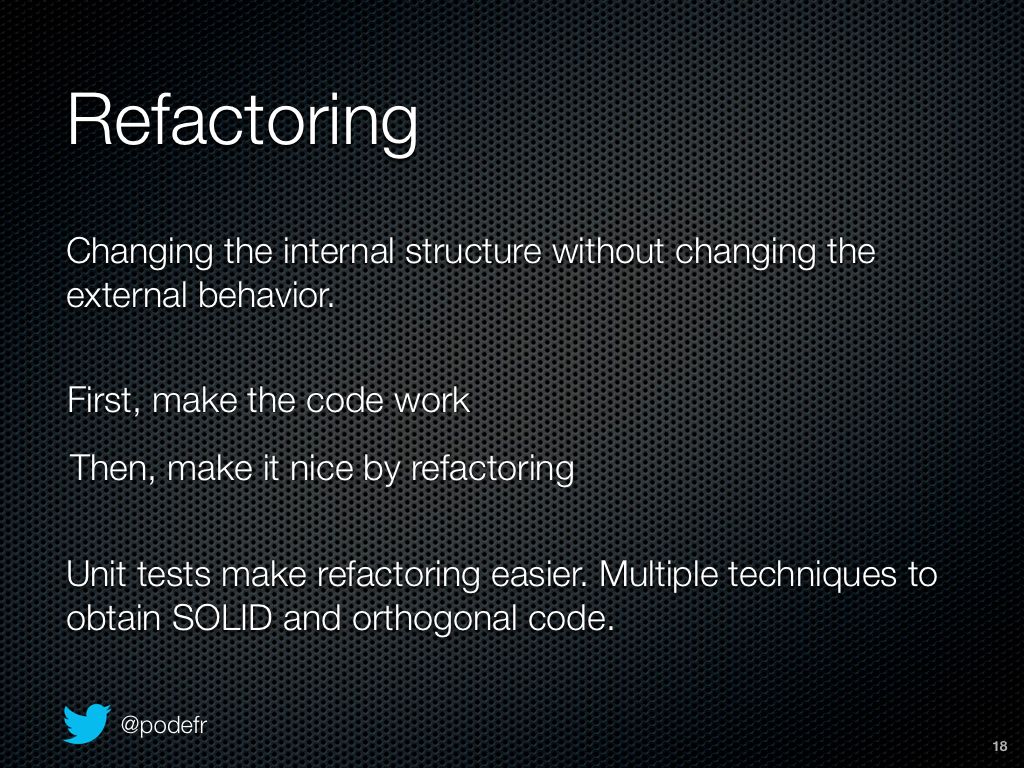 Refactoring
Changing the internal structure without changing the
external behavior.
First, make the code work
Then, make it nice by refactoring
Unit tests make refactoring easier. Multiple techniques to
obtain SOLID and orthogonal code.
@podefr
18